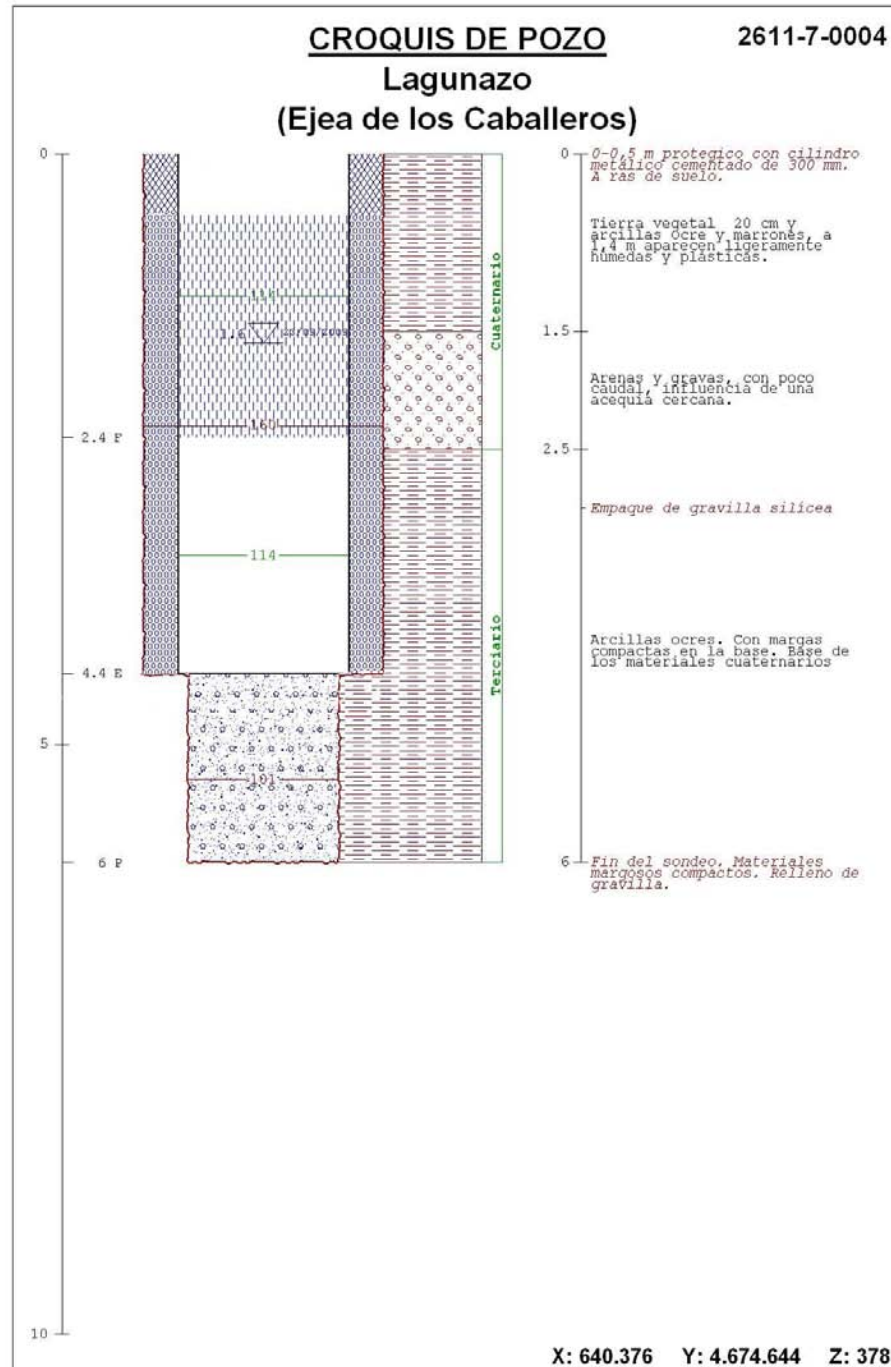 CROQUIS DE POZO
2611-7-0004
Lagunazo
(Ejea de los Caballeros)
0
0
0-0,5 m protegico con cilindro
metálico cementado de 300 mm.
A ras de suelo.
Tierra vegetal 20 cm y
arcillas ocre y marrones, a
1,4 m aparecen ligeramente
húmedas y plásticas.
Cuaternario
114
1.6
1.5
Arenas y gravas, con poco
caudal, influencia de una
acequia cercana.
160
2.4 F
2.5
Empaque de gravilla silícea
114
Terciario
Arcillas ocres. Con margas
compactas en la base. Base de
los materiales cuaternarios
4.4 E
5
101
6 P
6
Fin del sondeo. Materiales
margosos compactos. Relleno de
gravilla.
10
X: 640.376 Y: 4.674.644 Z: 378